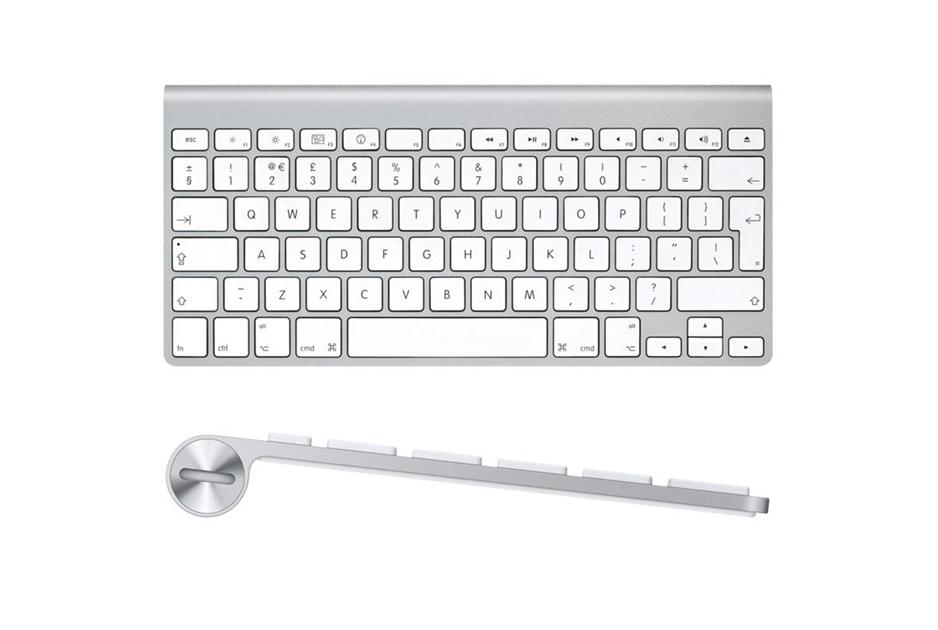 esc F1 F2 F3 F4 F5 F6 F7 F8 F9 F10 F11 F12
± ! @ € £ $ % ^ & * ( ) _ +
§ 1 2 3 4 5 6 7 8 9 0 - =
Q W E R T Y U I O P { }
[ ]
A S D F G H J K L : " |
; ' \
~ Z X C V B N M < > ?
` , . /
alt alt
fn ctrl cmd ⌘ ⌘ cmd